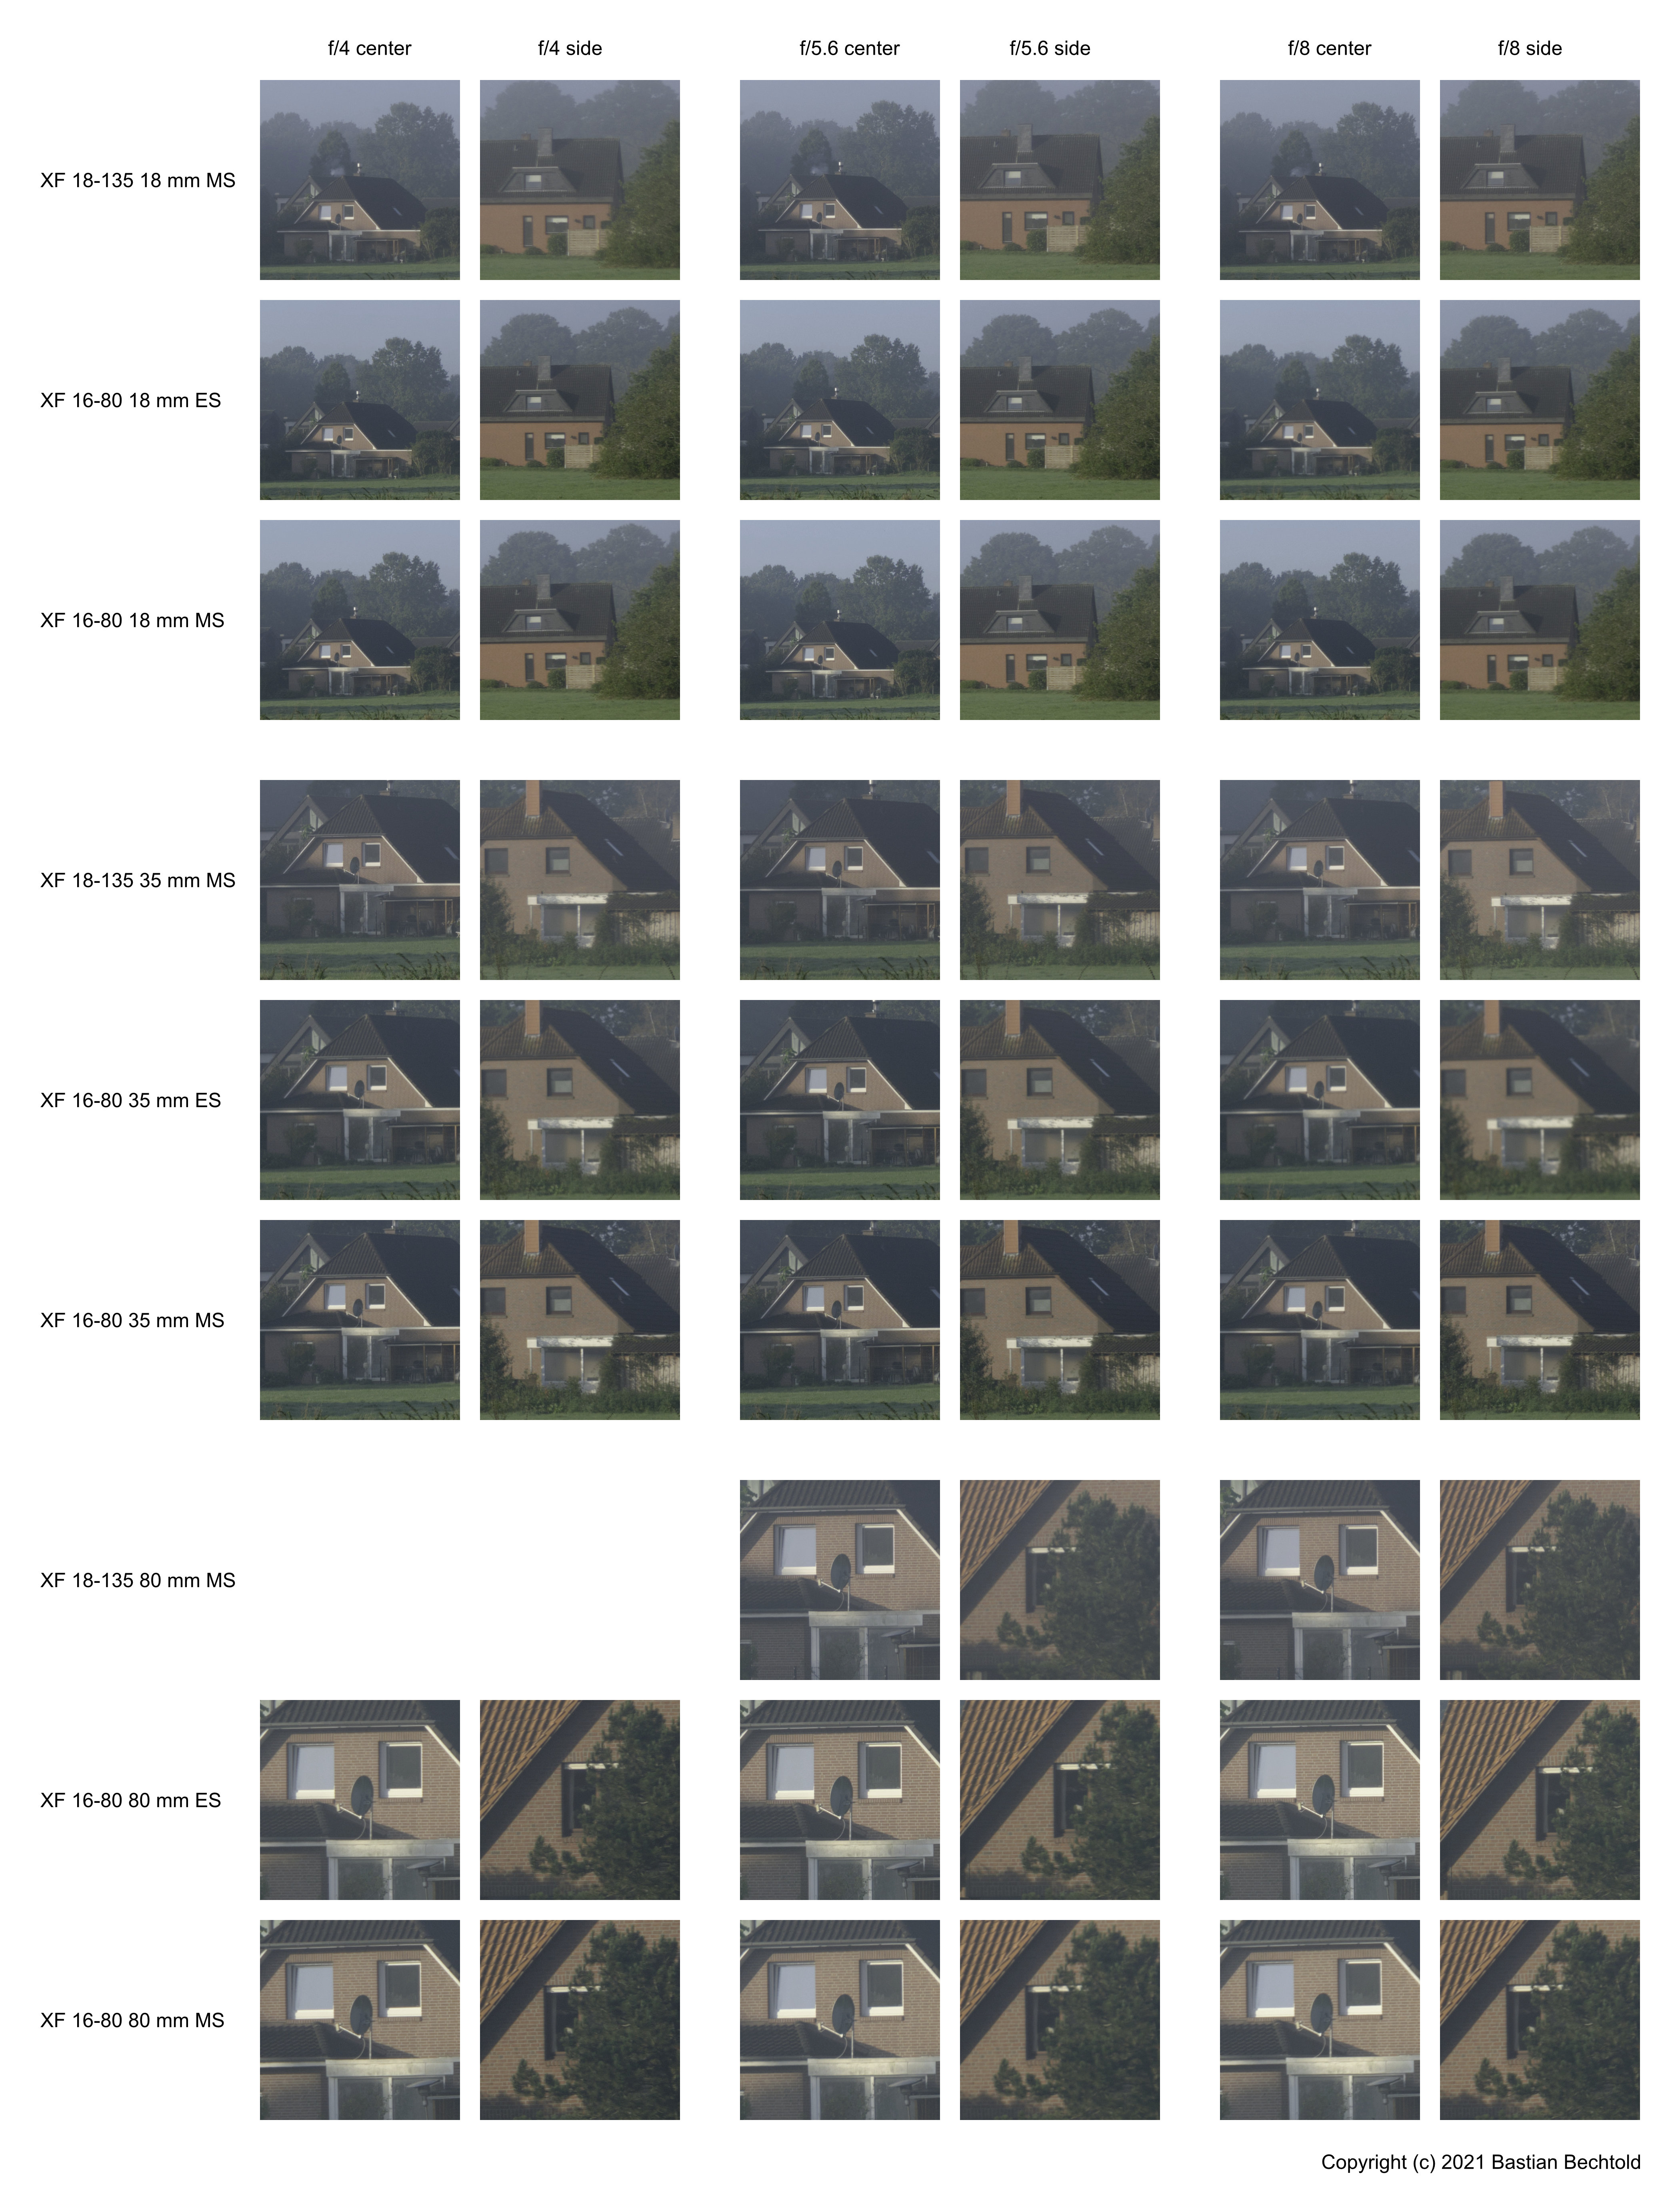 f/4 center f/4 side f/5.6 center f/5.6 side f/8 center f/8 side
XF 18-135 18 mm MS
XF 16-80 18 mm ES
XF 16-80 18 mm MS
XF 18-135 35 mm MS
XF 16-80 35 mm ES
XF 16-80 35 mm MS
XF 18-135 80 mm MS
XF 16-80 80 mm ES
XF 16-80 80 mm MS
Copyright (c) 2021 Bastian Bechtold